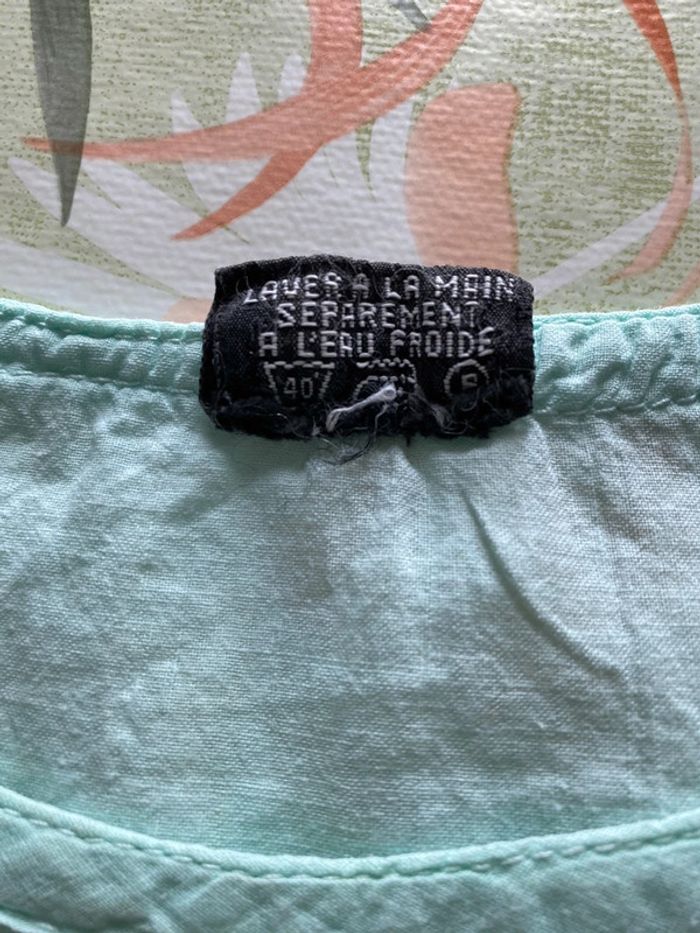 LAVER A LA MAIN
SEPAREMENT
A L'EAU FROIDE
40 P